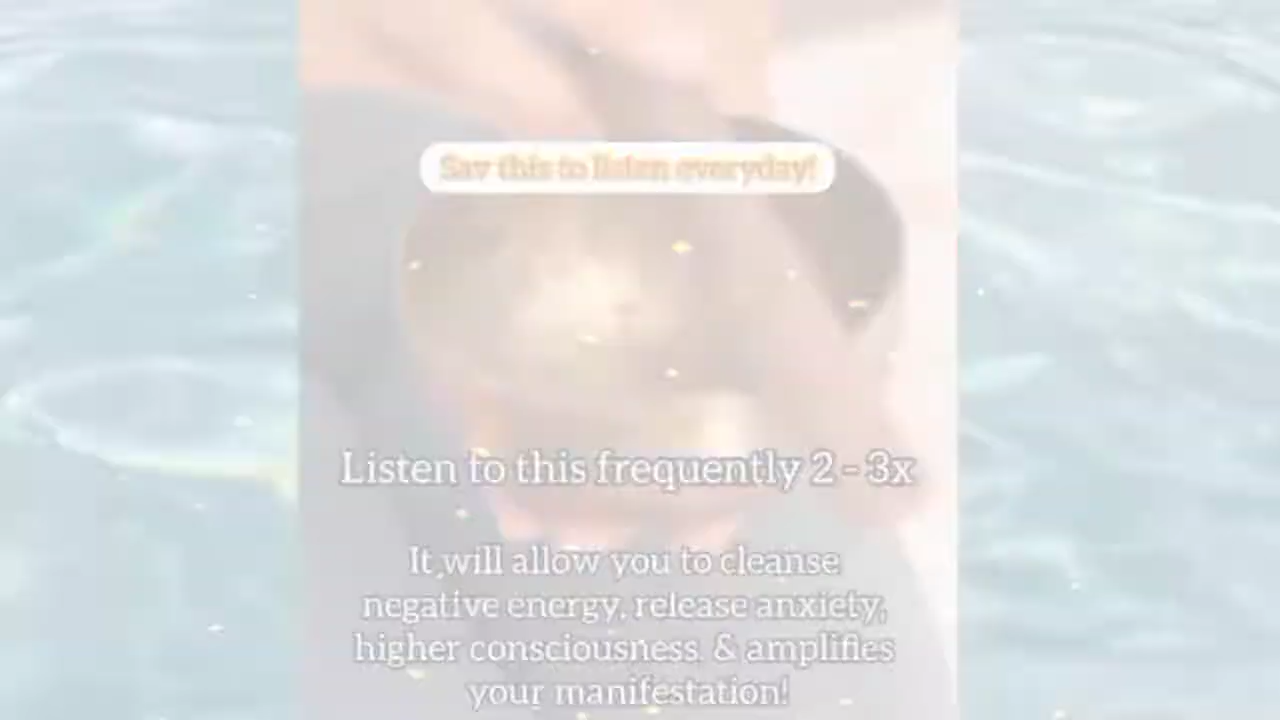 Sav this to listen everyday!
Listen to this frequently 2 - 3x
It will allow you to cleanse
negative energy, release anxiety,
higher consciousness & amplifies
your manifestation!